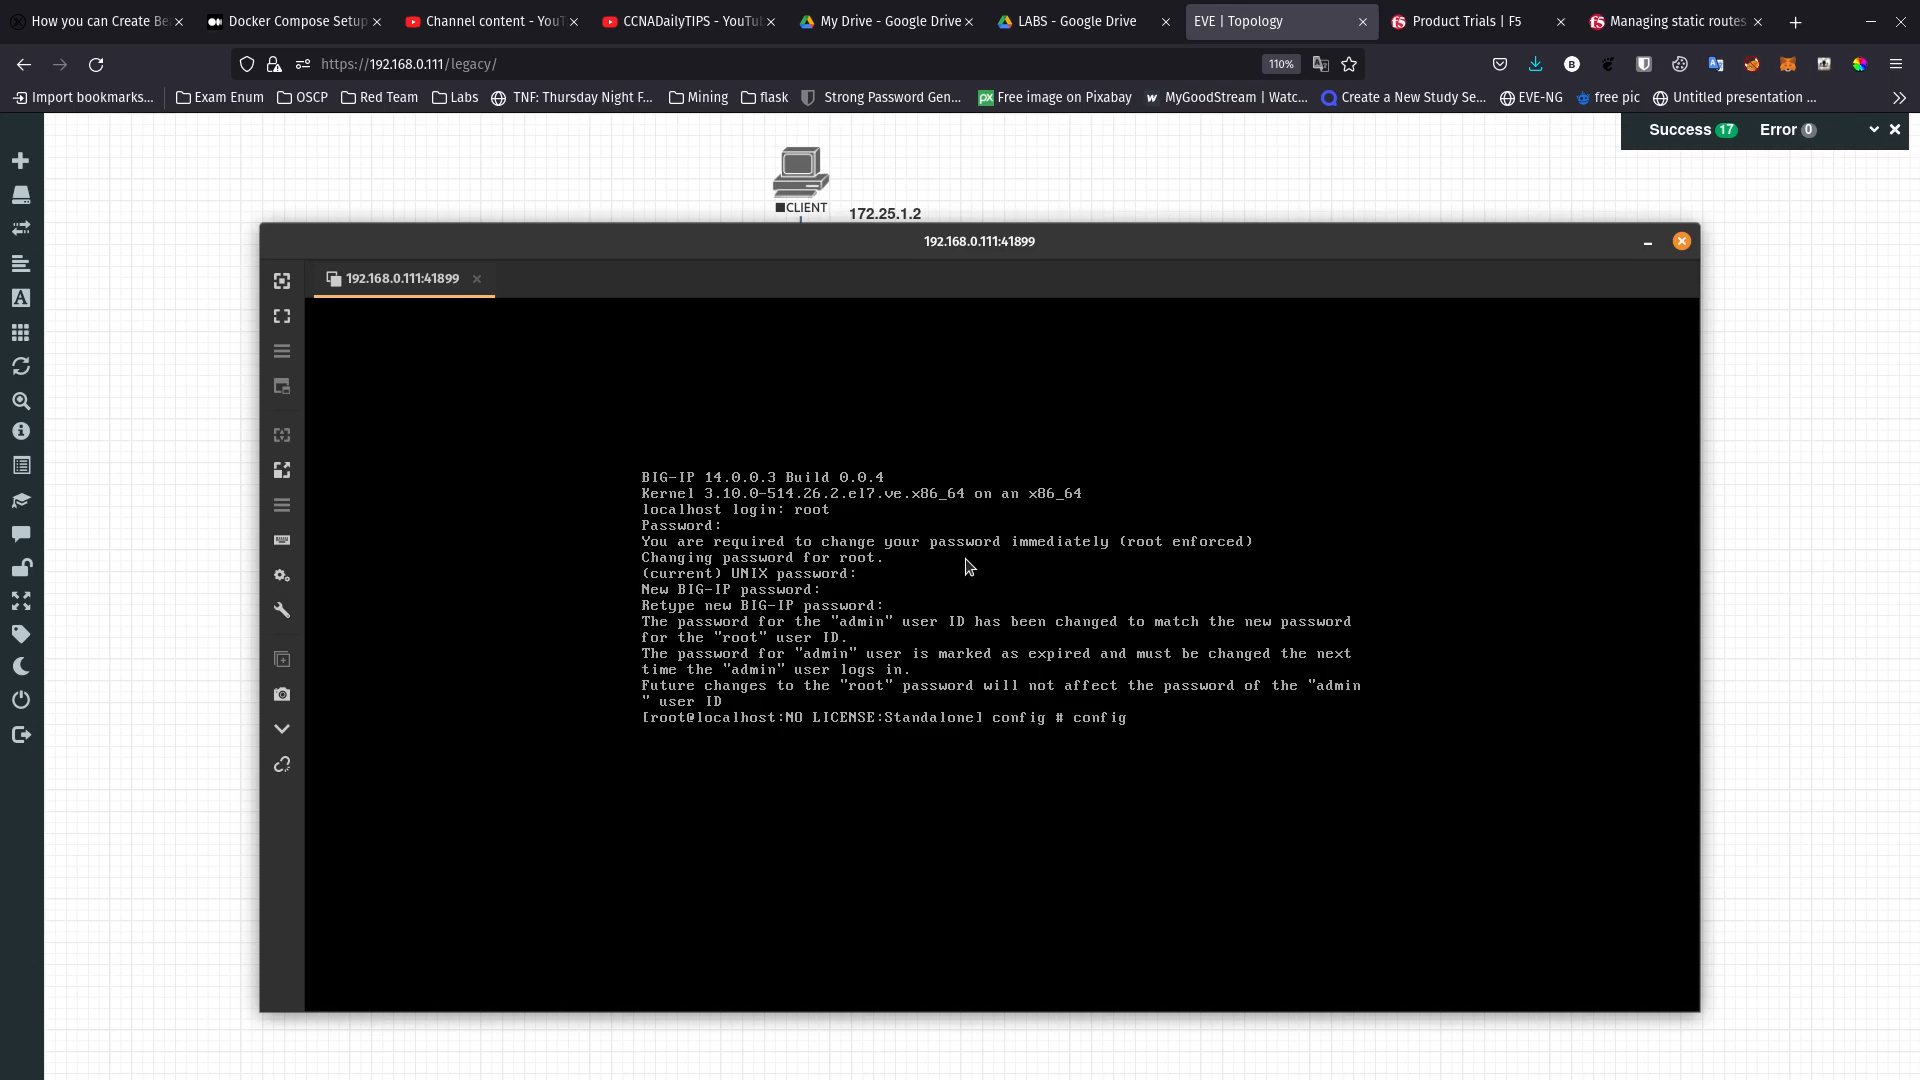 How you can Create Be
Docker Compose Setup
Channel content - YouT
CCNADailyTIPS - YouTu
My Drive - Google Drive
LABS - Google Drive
EVE | Topology
Product Trials | F5
Managing static routes
https://192.168.0.111/legacy/
110%
Import bookmarks...
Exam Enum
OSCP
Red Team
Labs
TNF: Thursday Night F...
Mining
flask
Strong Password Gen...
Free image on Pixabay
MyGoodStream | Watc...
Create a New Study Se...
EVE-NG
free pic
Untitled presentation ...
Success 17 Error 0
CLIENT
172.25.1.2
192.168.0.111:41899
192.168.0.111:41899
BIG-IP 14.0.0.3 Build 0.0.4
Kernel 3.10.0-514.26.2.el7.ve.x86_64 on an x86_64
localhost login: root
Password:
You are required to change your password immediately (root enforced)
Changing password for root.
(current) UNIX password:
New BIG-IP password:
Retype new BIG-IP password:
The password for the "admin" user ID has been changed to match the new password
for the "root" user ID.
The password for "admin" user is marked as expired and must be changed the next
time the "admin" user logs in.
Future changes to the "root" password will not affect the password of the "admin
" user ID
[root@localhost:NO LICENSE:Standalone] config # config